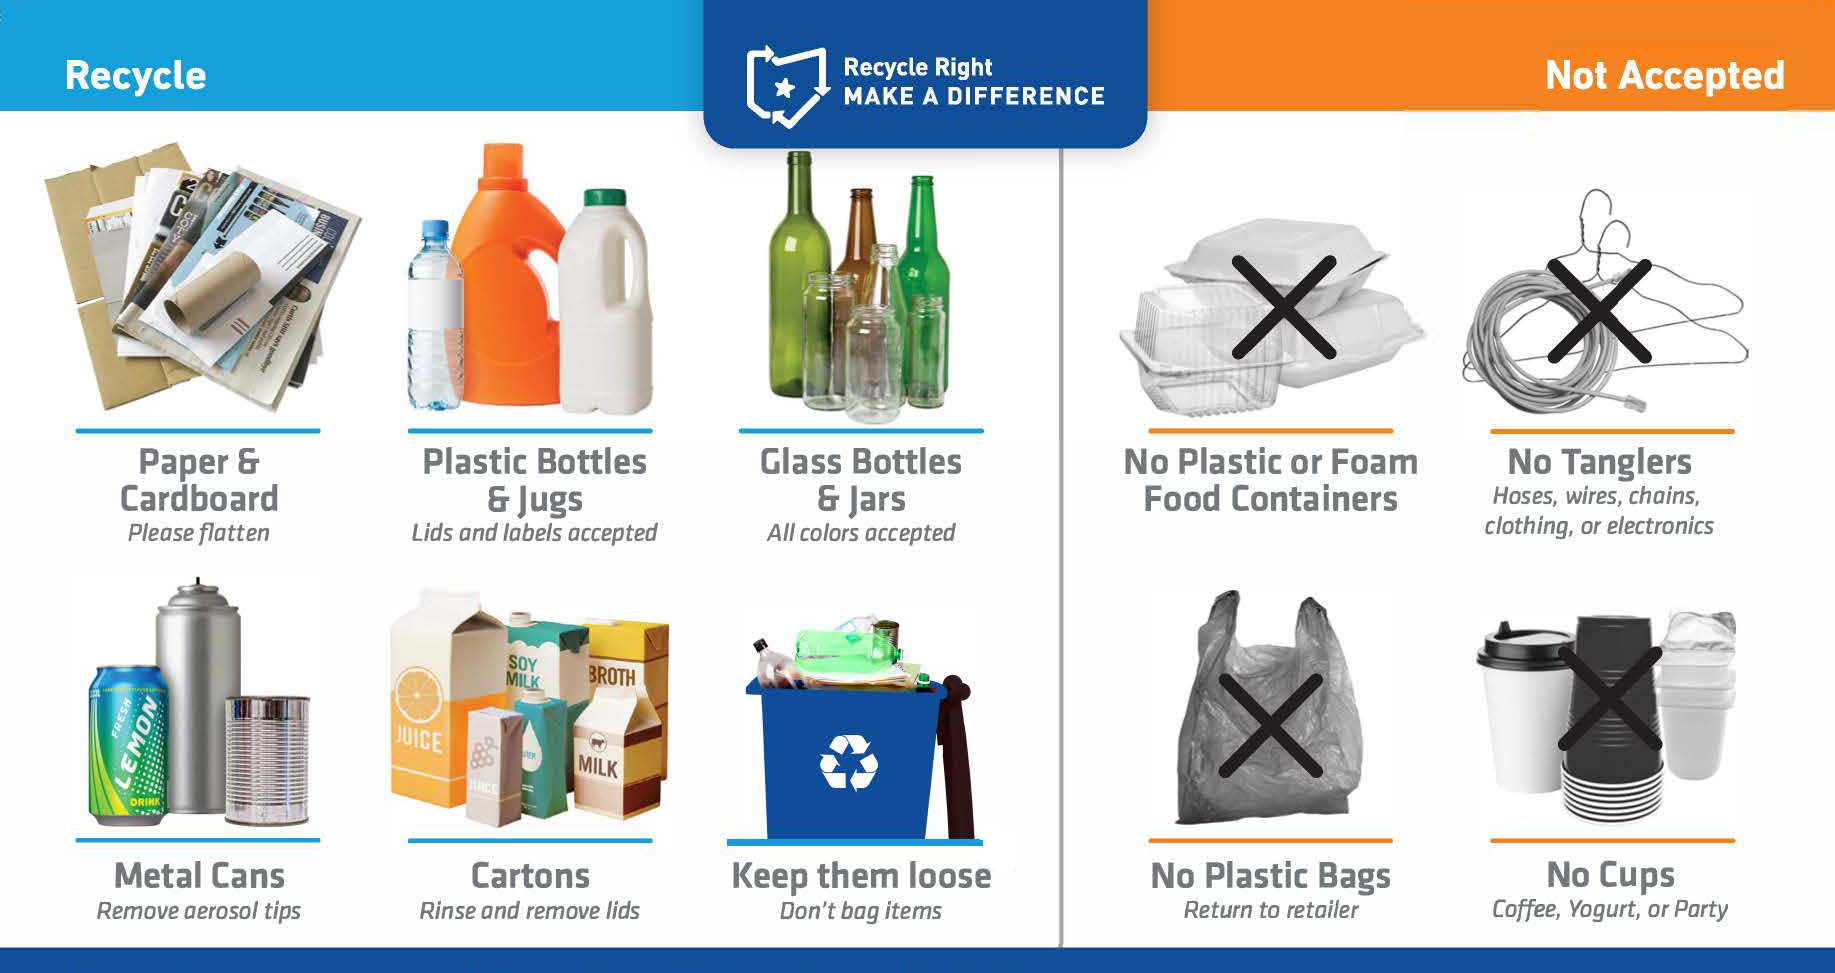 Recycle
Recycle Right
MAKE A DIFFERENCE
Not Accepted
Paper &
Cardboard
Please flatten
Plastic Bottles
& Jugs
Lids and labels accepted
Glass Bottles
& Jars
All colors accepted
No Plastic or Foam
Food Containers
No Tanglers
Hoses, wires, chains,
clothing, or electronics
FRESH
LEMON
DRINK
JUICE
SOY
MILK
BROTH
JUICE
MILK
Metal Cans
Remove aerosol tips
Cartons
Rinse and remove lids
Keep them loose
Don't bag items
No Plastic Bags
Return to retailer
No Cups
Coffee, Yogurt, or Party